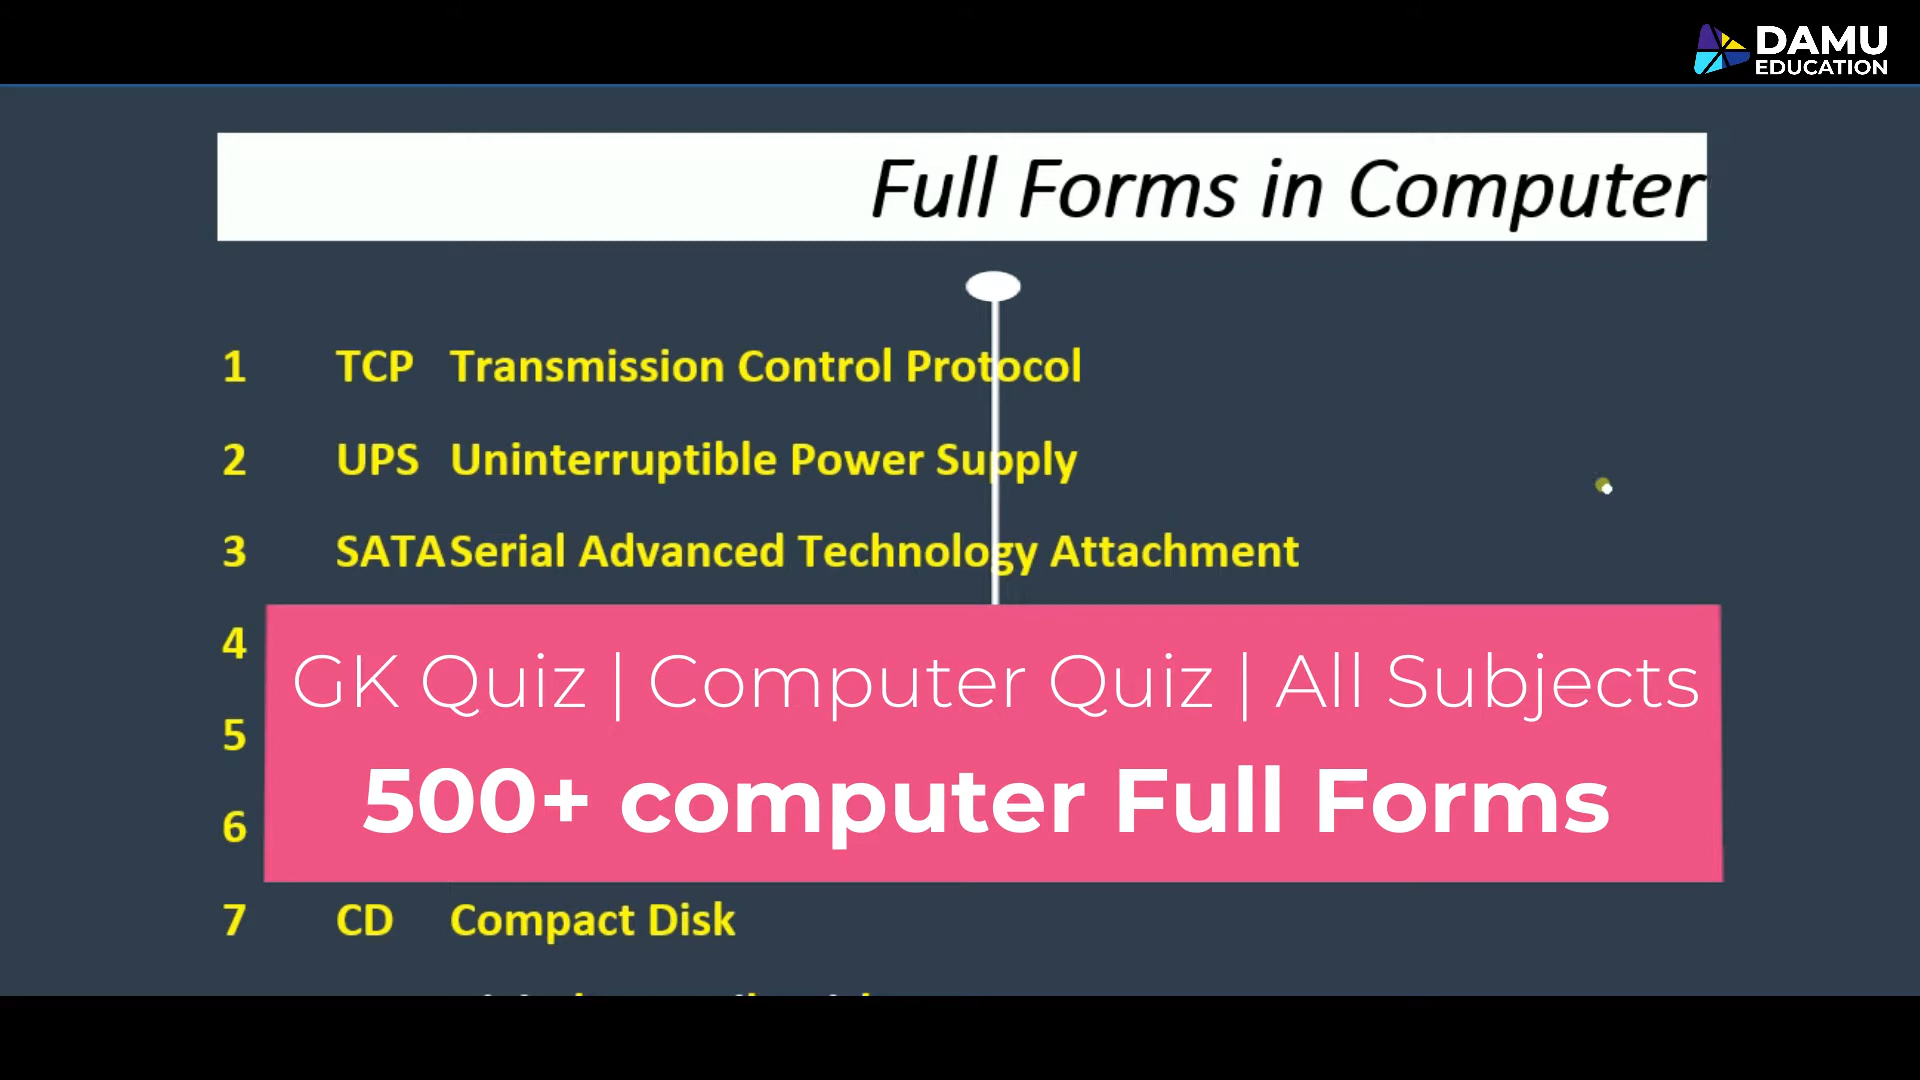 DAMU
EDUCATION
Full Forms in Computer
1 TCP Transmission Control Protocol
2 UPS Uninterruptible Power Supply
3 SATA Serial Advanced Technology Attachment
4
GK Quiz | Computer Quiz | All Subjects
5
500+ computer Full Forms
6
7 CD Compact Disk